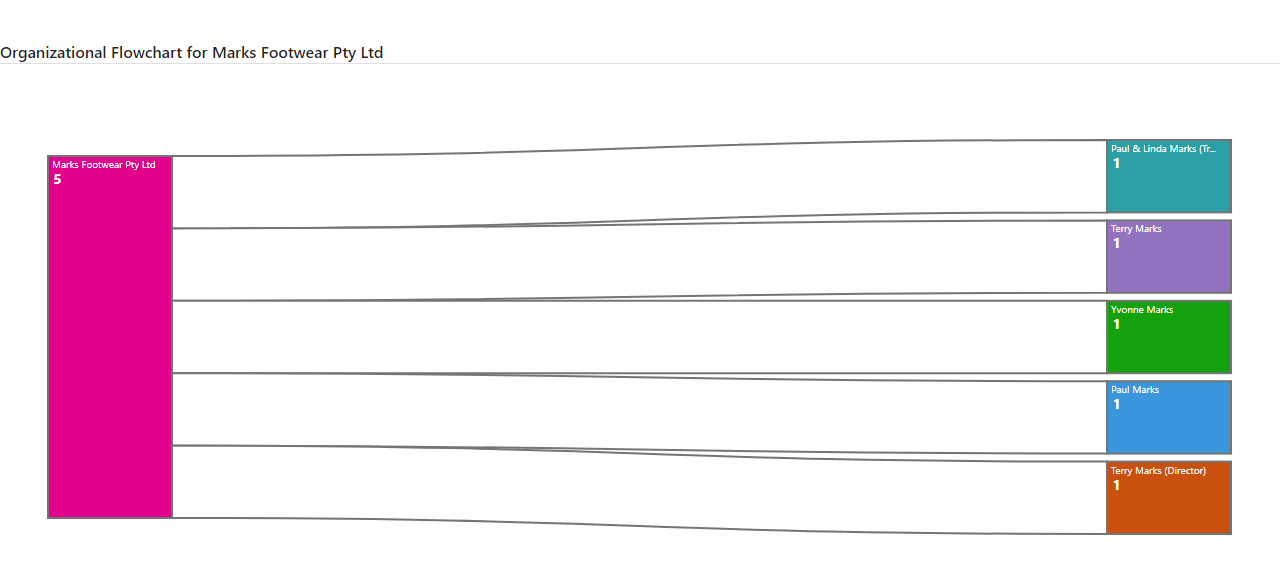 Organizational Flowchart for Marks Footwear Pty Ltd
Marks Footwear Pty Ltd
5
Paul & Linda Marks (Tr...
1
Terry Marks
1
Yvonne Marks
1
Paul Marks
1
Terry Marks (Director)
1